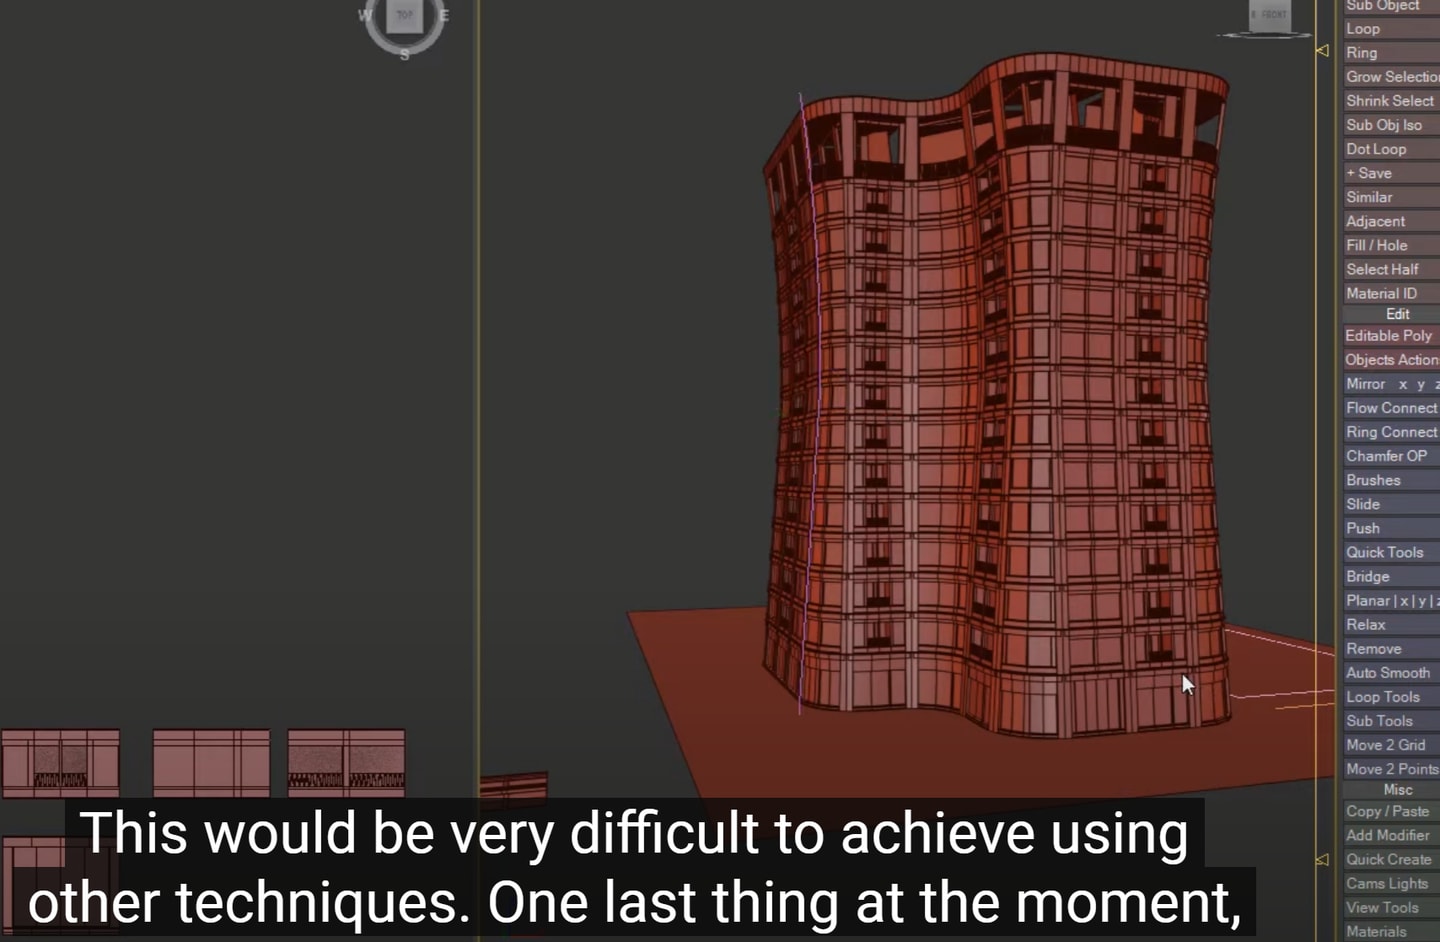 W TOP E
S
FRONT
Sub Object
Loop
Ring
Grow Selectio
Shrink Select
Sub Obj Iso
Dot Loop
+ Save
Similar
Adjacent
Fill / Hole
Select Half
Material ID
Edit
Editable Poly
Objects Action
Mirror x y z
Flow Connect
Ring Connect
Chamfer OP
Brushes
Slide
Push
Quick Tools
Bridge
Planar | x | y | z
Relax
Remove
Auto Smooth
Loop Tools
Sub Tools
Move 2 Grid
Move 2 Points
Misc
Copy / Paste
Add Modifier
Quick Create
Cams Lights
View Tools
Materials
This would be very difficult to achieve using
other techniques. One last thing at the moment,